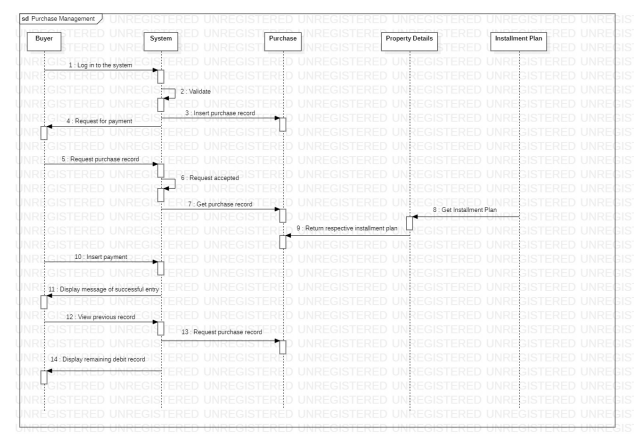 sd Purchase Management
Buyer
System
Purchase
Property Details
Installment Plan
1 : Log in to the system
2 : Validate
3 : Insert purchase record
4 : Request for payment
5 : Request purchase record
6 : Request accepted
7 : Get purchase record
8 : Get Installment Plan
9 : Return respective installment plan
10 : Insert payment
11 : Display message of successful entry
12 : View previous record
13 : Request purchase record
14 : Display remaining debit record
UNREGISTERED